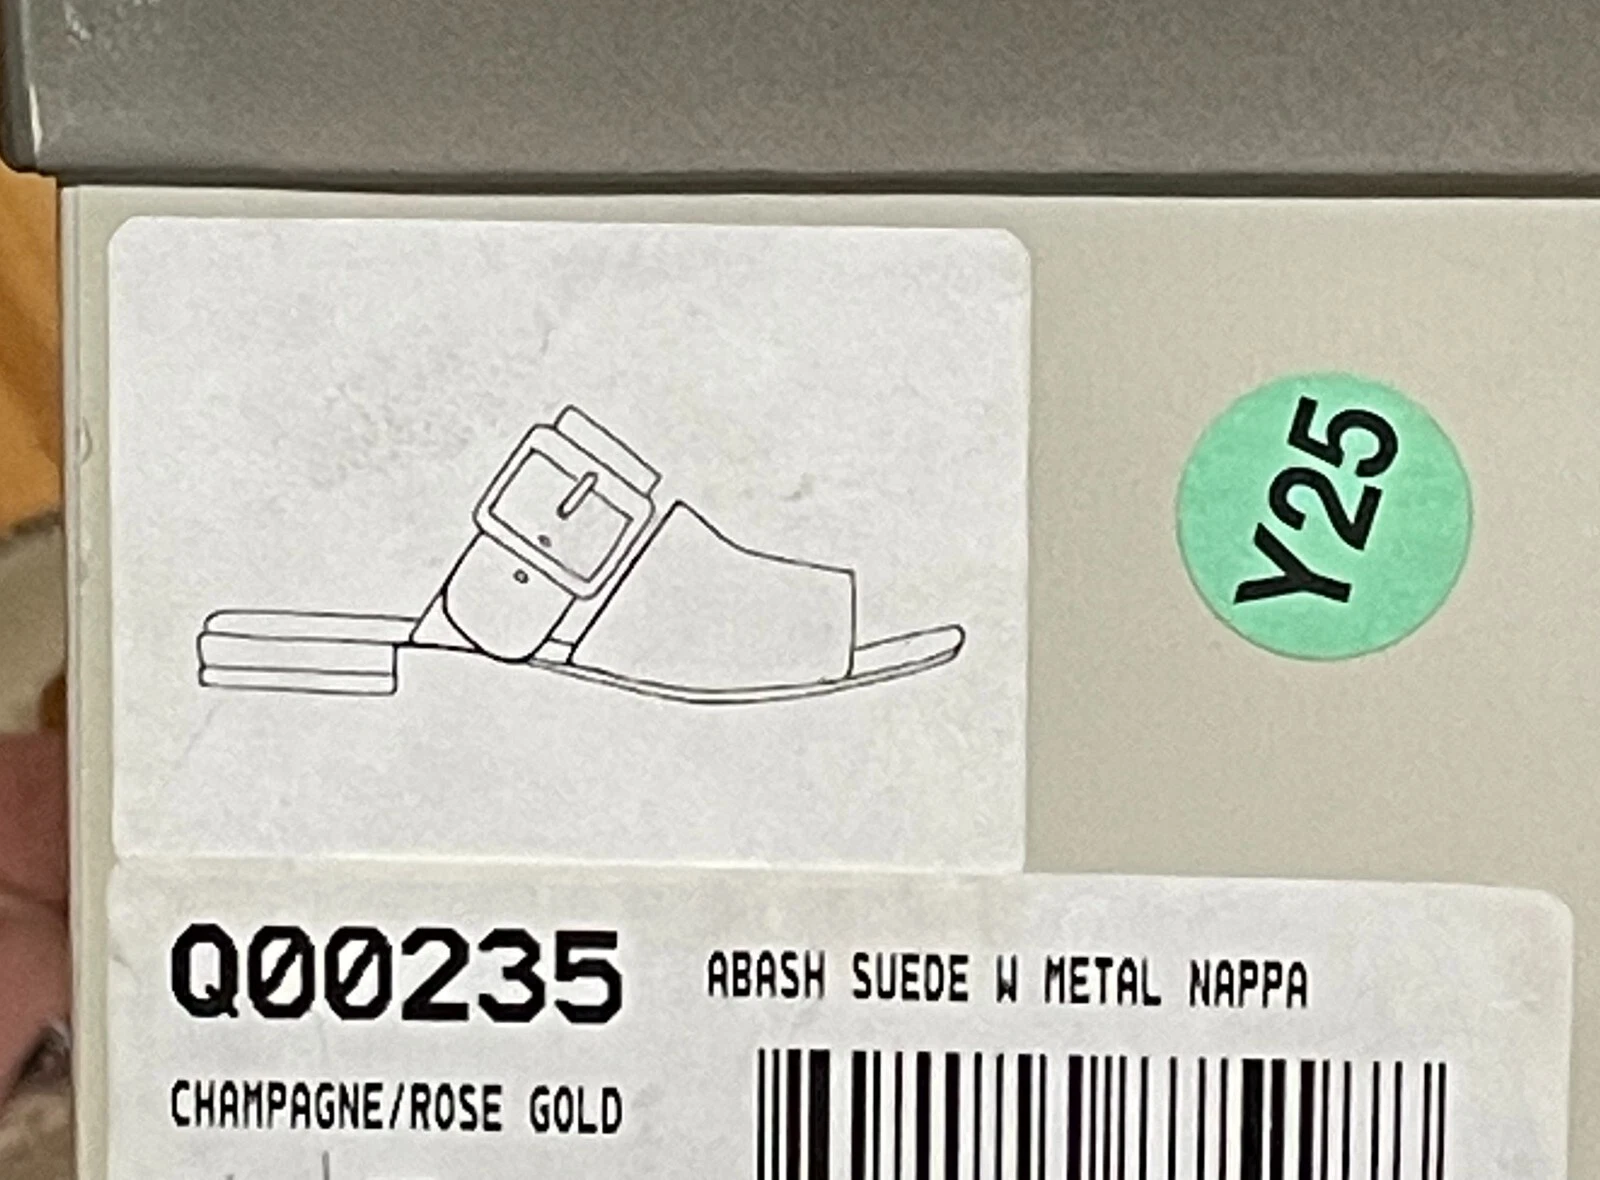 Y25
Q00235
ABASH SUEDE W METAL NAPPA
CHAMPAGNE/ROSE GOLD